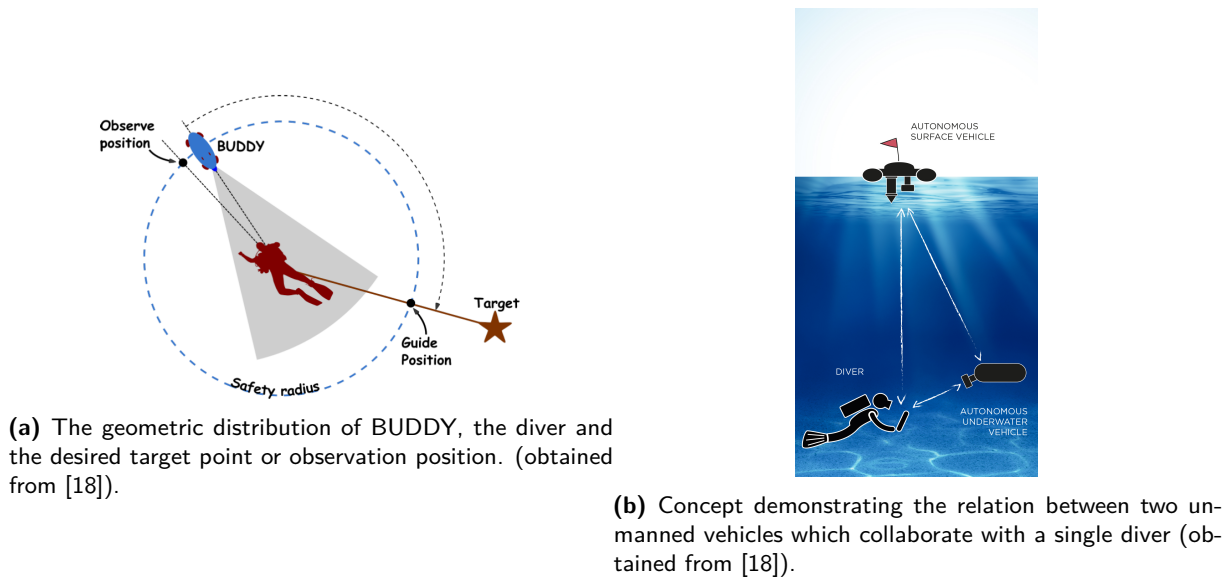 Observe
position
BUDDY
Target
Guide
Position
Safety radius
(a) The geometric distribution of BUDDY, the diver and
the desired target point or observation position. (obtained
from [18]).
AUTONOMOUS
SURFACE VEHICLE
DIVER
AUTONOMOUS
UNDERWATER
VEHICLE
(b) Concept demonstrating the relation between two un-
manned vehicles which collaborate with a single diver (ob-
tained from [18]).